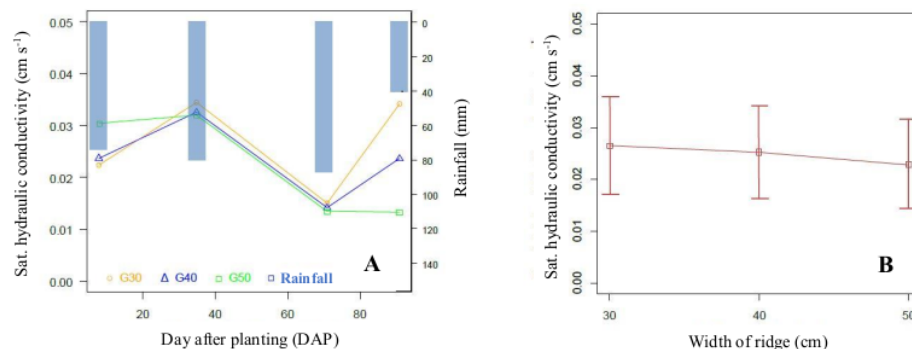 0.05
0.04
0.03
0.02
0.01
0.00
Sat. hydraulic conductivity (cm s⁻¹)
0
20
40
60
80
100
120
140
Rainfall (mm)
G30 G40 G50 Rainfall
A
20 40 60 80
Day after planting (DAP)
0.05
0.03
0.02
0.01
0.00
Sat. hydraulic conductivity (cm s⁻¹)
B
30 40 50
Width of ridge (cm)